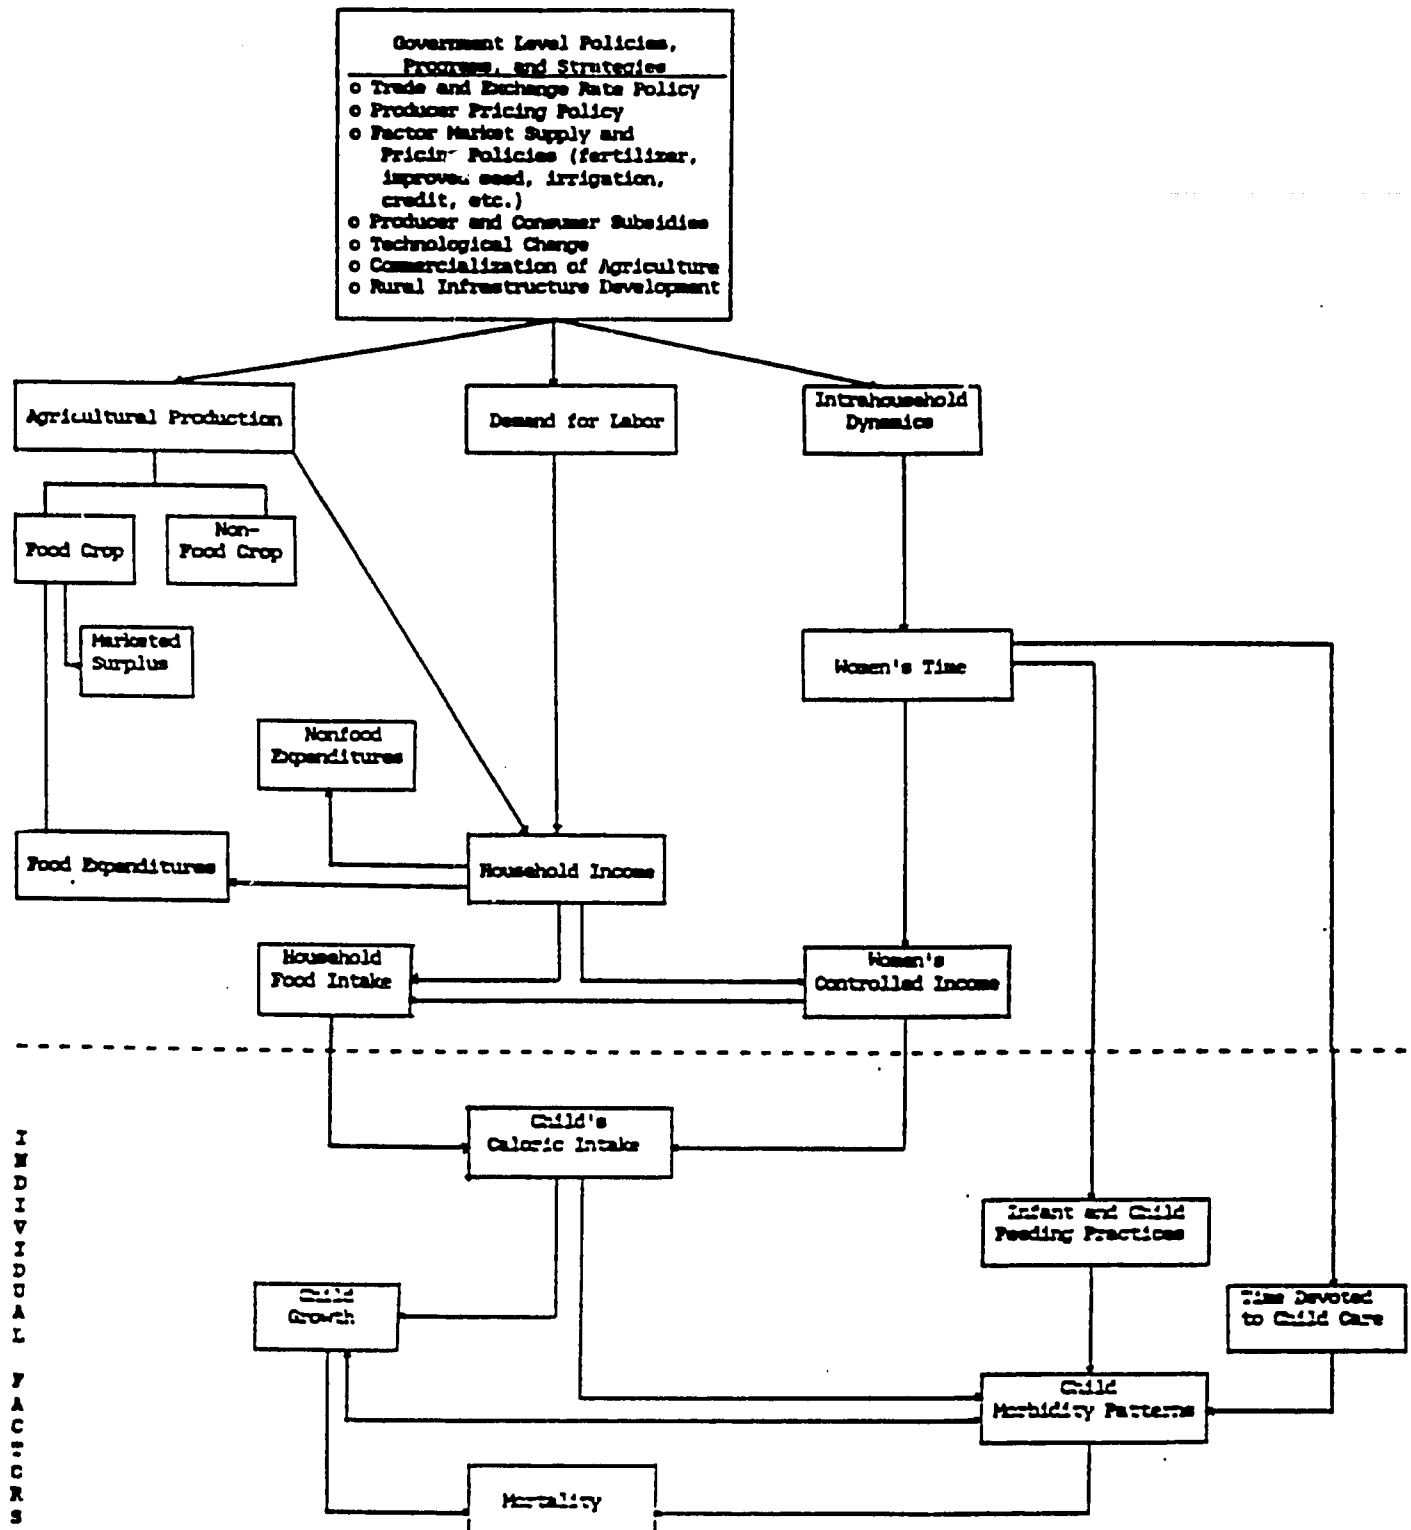 Government Level Policies,
Programs, and Strategies
o Trade and Exchange Rate Policy
o Producer Pricing Policy
o Factor Market Supply and
Pricing Policies (fertilizer,
improved seed, irrigation,
credit, etc.)
o Producer and Consumer Subsidies
o Technological Change
o Commercialization of Agriculture
o Rural Infrastructure Development
Agricultural Production
Demand for Labor
Intrahousehold
Dynamics
Food Crop
Non-
Food Crop
Marketed
Surplus
Women's Time
Nonfood
Expenditures
Food Expenditures
Household Income
Household
Food Intake
Women's
Controlled Income
Child's
Caloric Intake
Infant and Child
Feeding Practices
Child
Growth
Time Devoted
to Child Care
Child
Morbidity Patterns
Mortality
INDIVIDUAL FACTORS